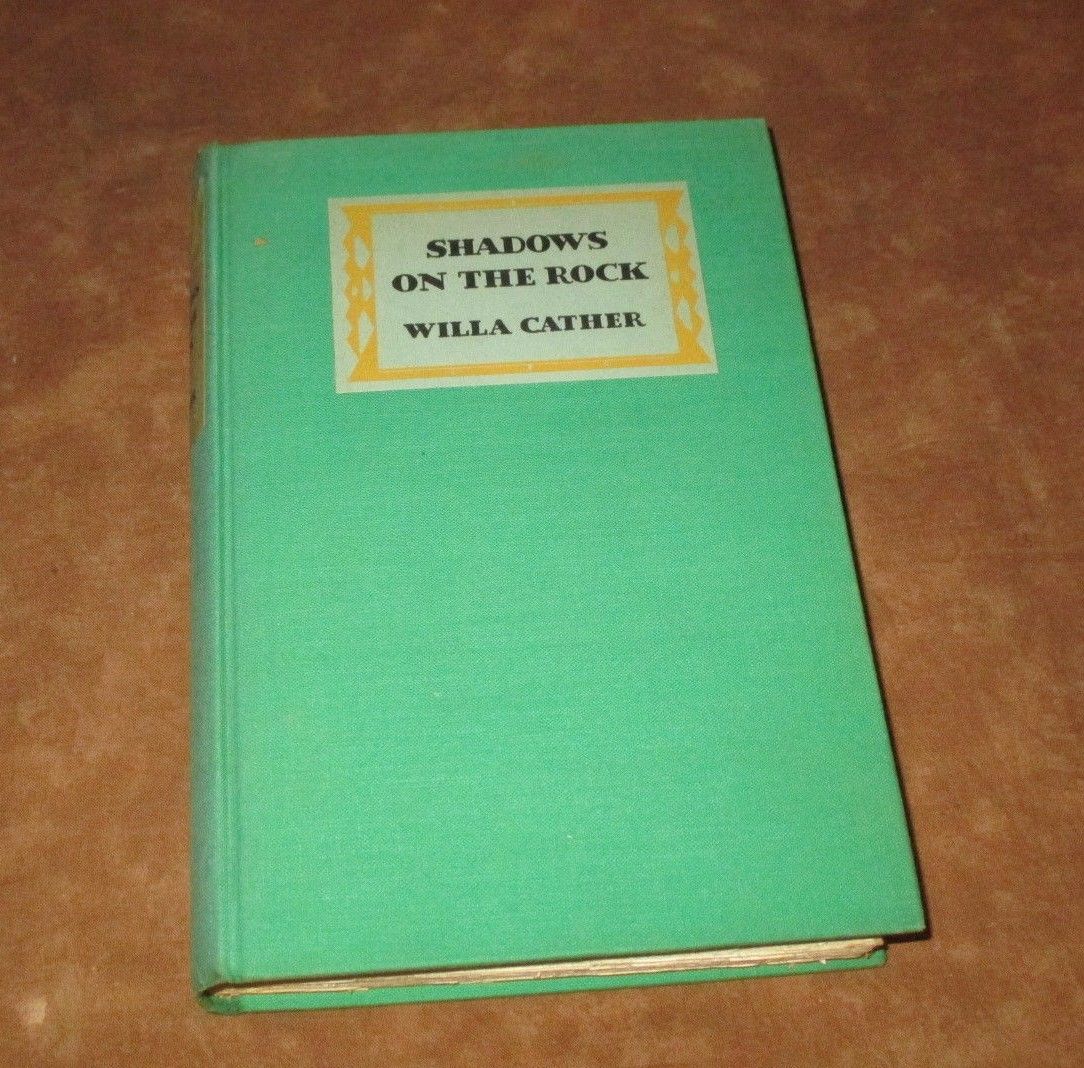 SHADOWS
ON THE ROCK
WILLA CATHER